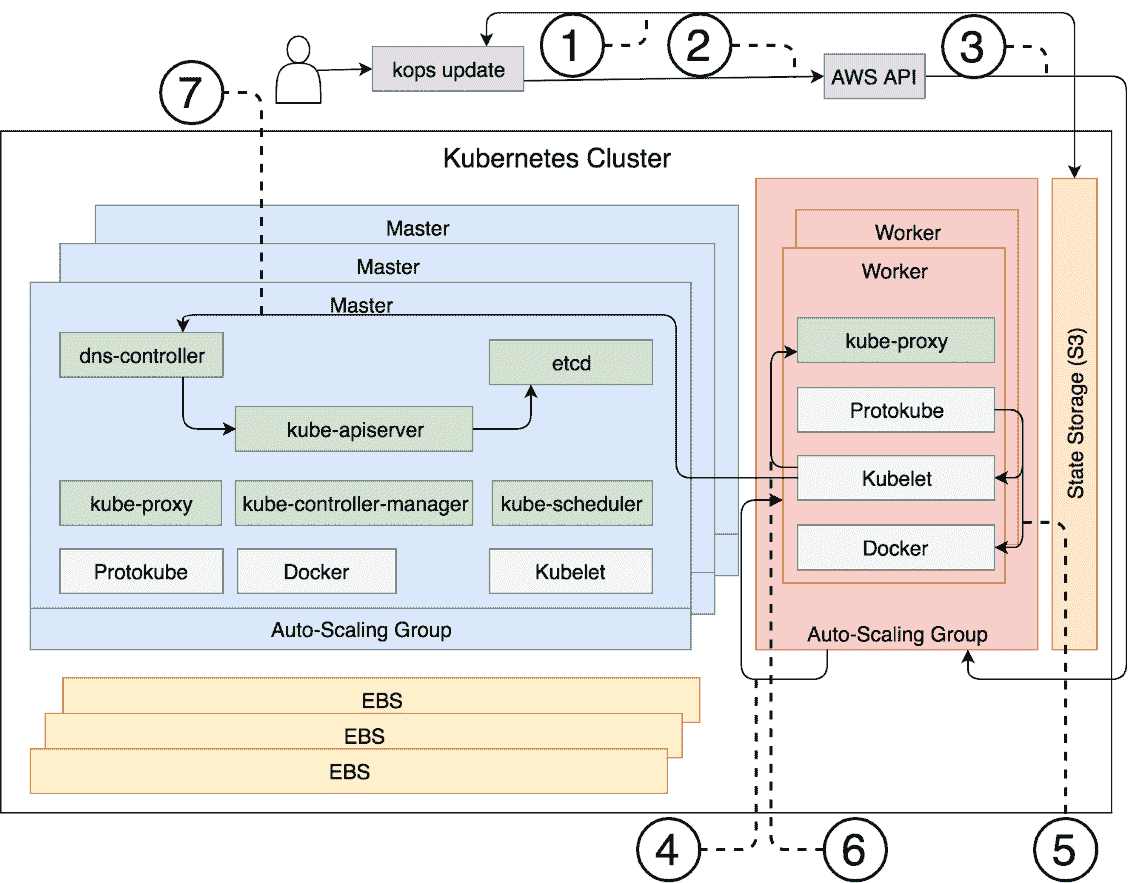 1
2
3
kops update
AWS API
7
Kubernetes Cluster
Master
Master
Master
dns-controller
etcd
kube-apiserver
kube-proxy
kube-controller-manager
kube-scheduler
Protokube
Docker
Kubelet
Auto-Scaling Group
Worker
Worker
kube-proxy
Protokube
Kubelet
Docker
Auto-Scaling Group
State Storage (S3)
EBS
EBS
EBS
4
6
5